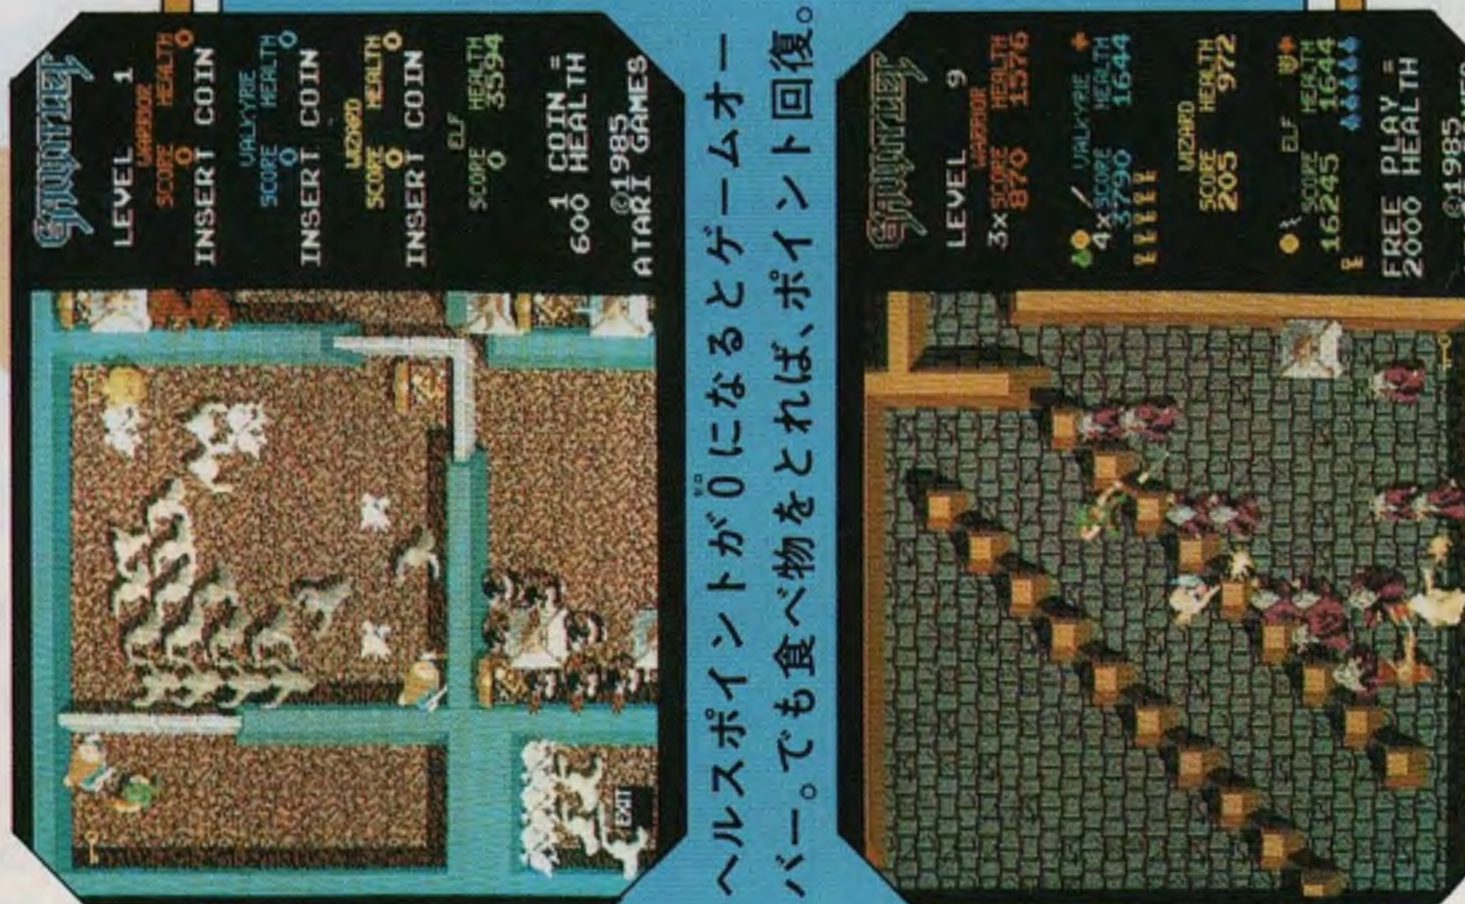 GAUNTLET
LEVEL 1
WARRIOR
SCORE HEALTH
0 0
INSERT COIN
VALKYRIE
SCORE HEALTH
0 0
INSERT COIN
WIZARD
SCORE HEALTH
0 0
INSERT COIN
ELF
SCORE HEALTH
0 3594
1 COIN =
600 HEALTH
©1985
ATARI GAMES
EXIT
ヘルスポイントが0になるとゲームオー
バー。でも食べ物をとれば、ポイント回復。
GAUNTLET
LEVEL 9
WARRIOR
3x SCORE HEALTH
870 1576
VALKYRIE
4x SCORE HEALTH
3790 1644
WIZARD
SCORE HEALTH
205 972
ELF
SCORE HEALTH
16245 1644
FREE PLAY =
2000 HEALTH
©1985